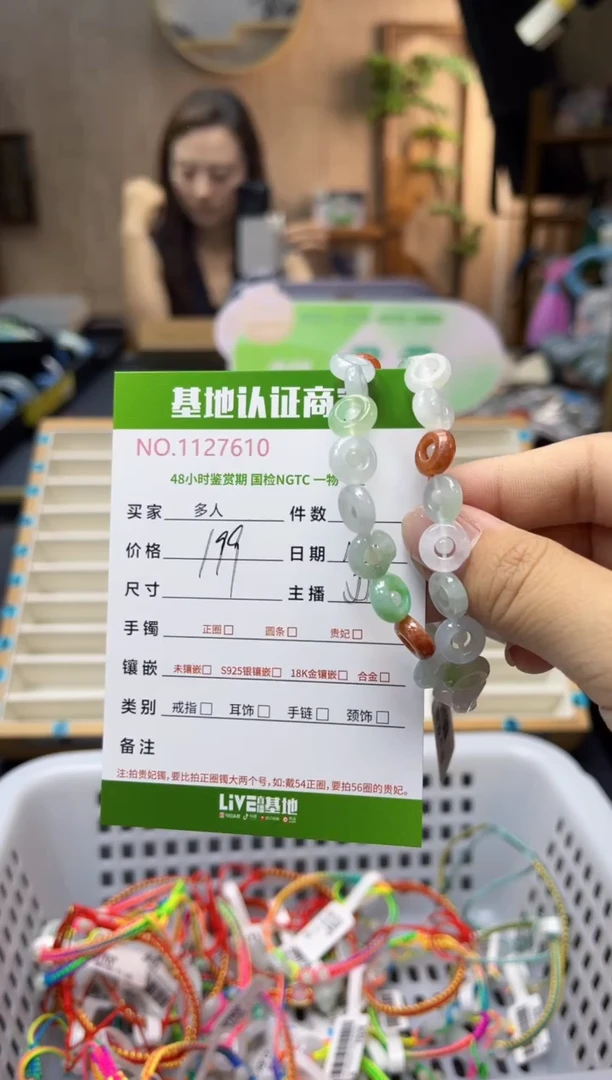 基地认证商
NO.1127610
48小时鉴赏期 国检NGTC 一物
买家 多人 件数
价格 199 日期
尺寸 主播
手镯 正圈□ 圆条□ 贵妃□
镶嵌 未镶嵌□ S925银镶嵌□ 18K金镶嵌□ 合金□
类别 戒指□ 耳饰□ 手链□ 颈饰□
备注
注:拍贵妃镯,要比拍正圈镯大两个号,如:戴54正圈,要拍56圈的贵妃。
LIVE 基地